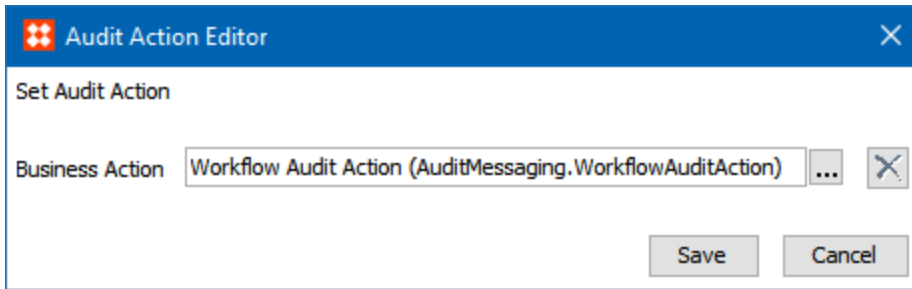 Audit Action Editor
Set Audit Action
Business Action Workflow Audit Action (AuditMessaging.WorkflowAuditAction) ...
Save Cancel